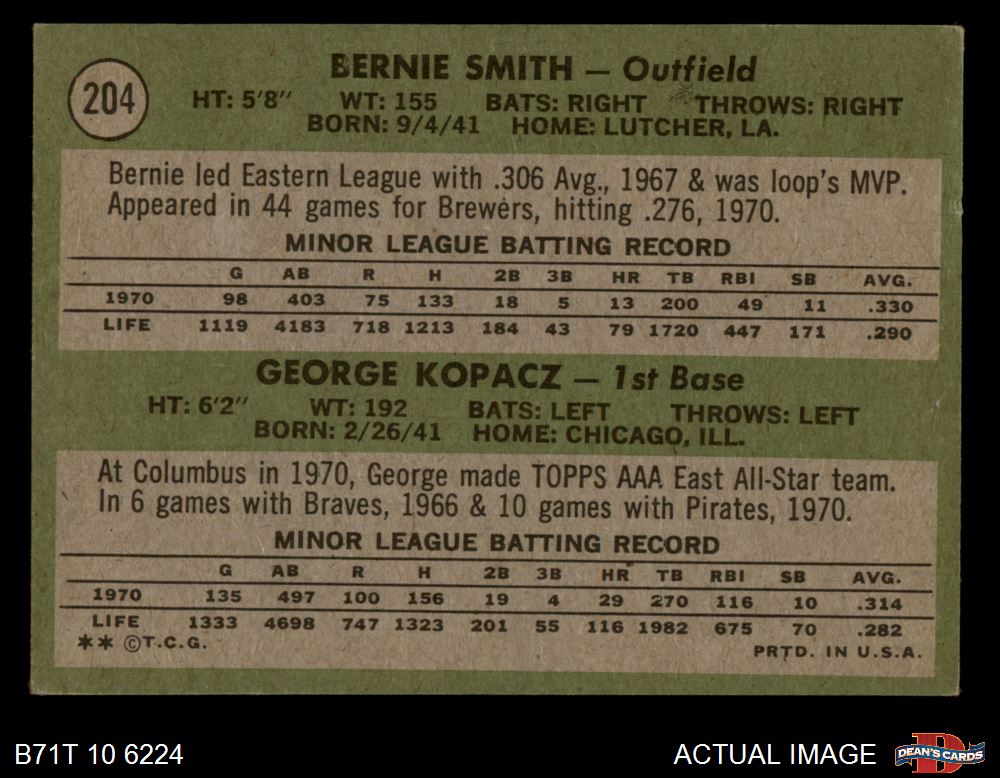 204
BERNIE SMITH — Outfield
HT: 5'8" WT: 155 BATS: RIGHT THROWS: RIGHT
BORN: 9/4/41 HOME: LUTCHER, LA.
Bernie led Eastern League with .306 Avg., 1967 & was loop's MVP.
Appeared in 44 games for Brewers, hitting .276, 1970.
MINOR LEAGUE BATTING RECORD
G AB R H 2B 3B HR TB RBI SB AVG.
1970 98 403 75 133 18 5 13 200 49 11 .330
LIFE 1119 4183 718 1213 184 43 79 1720 447 171 .290
GEORGE KOPACZ — 1st Base
HT: 6'2" WT: 192 BATS: LEFT THROWS: LEFT
BORN: 2/26/41 HOME: CHICAGO, ILL.
At Columbus in 1970, George made TOPPS AAA East All-Star team.
In 6 games with Braves, 1966 & 10 games with Pirates, 1970.
MINOR LEAGUE BATTING RECORD
G AB R H 2B 3B HR TB RBI SB AVG.
1970 135 497 100 156 19 4 29 270 116 10 .314
LIFE 1333 4698 747 1323 201 55 116 1982 675 70 .282
** ©T.C.G.
PRTD. IN U.S.A.
B71T 10 6224
ACTUAL IMAGE
D
DEAN'S CARDS